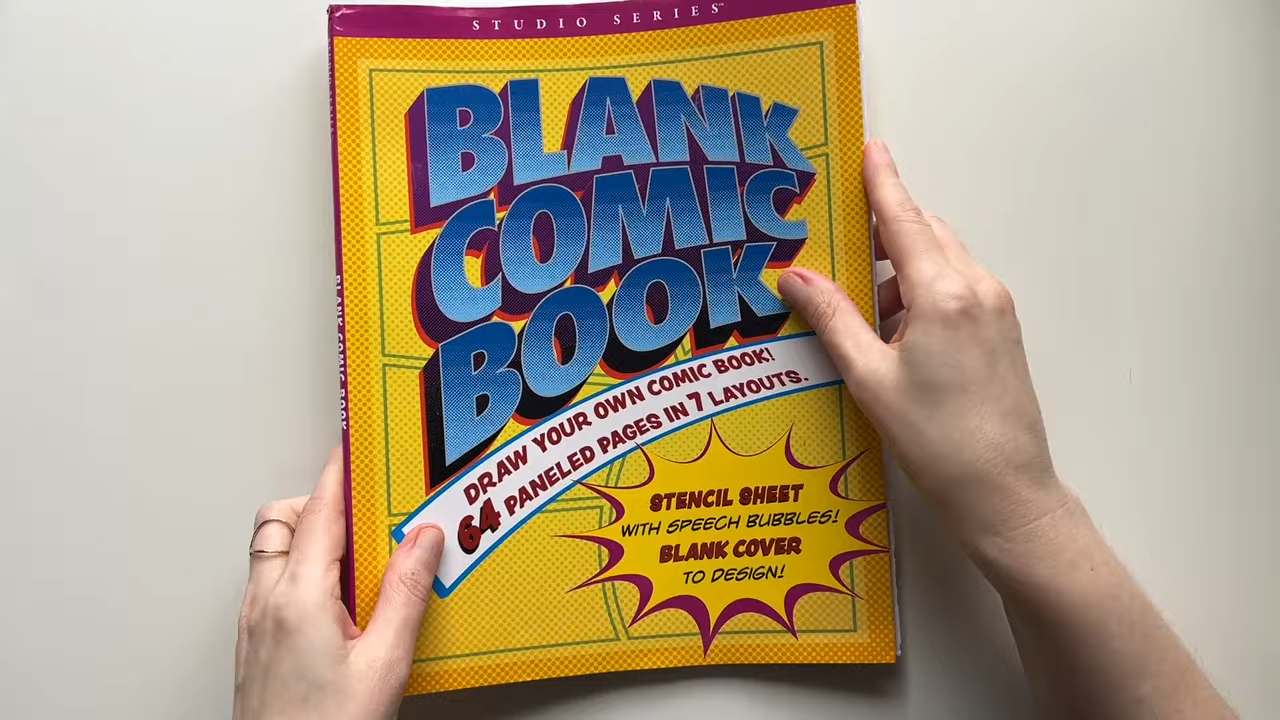 STUDIO SERIES™
BLANK
COMIC
BOOK
DRAW YOUR OWN COMIC BOOK!
64 PANELED PAGES IN 7 LAYOUTS.
STENCIL SHEET
WITH SPEECH BUBBLES!
BLANK COVER
TO DESIGN!
BLANK COMIC BOOK